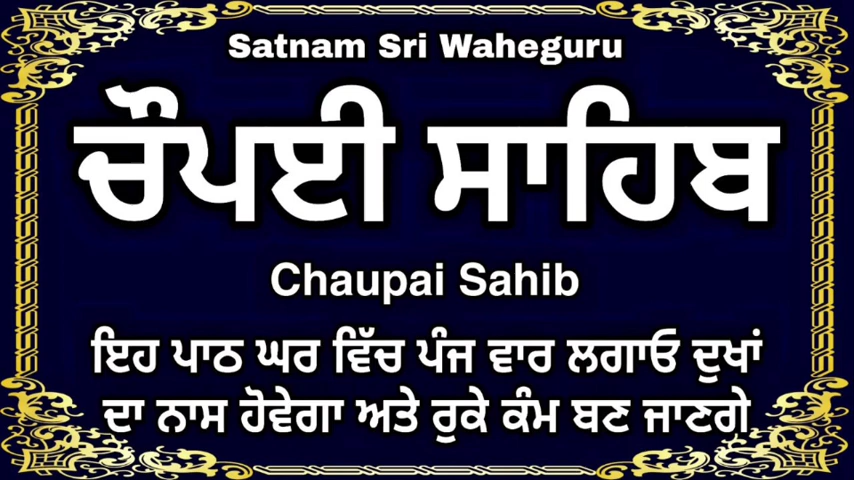 Satnam Sri Waheguru
ਚੌਪਈ ਸਾਹਿਬ
Chaupai Sahib
ਇਹ ਪਾਠ ਘਰ ਵਿੱਚ ਪੰਜ ਵਾਰ ਲਗਾਓ ਦੁਖਾਂ
ਦਾ ਨਾਸ ਹੋਵੇਗਾ ਅਤੇ ਰੁਕੇ ਕੰਮ ਬਣ ਜਾਣਗੇ